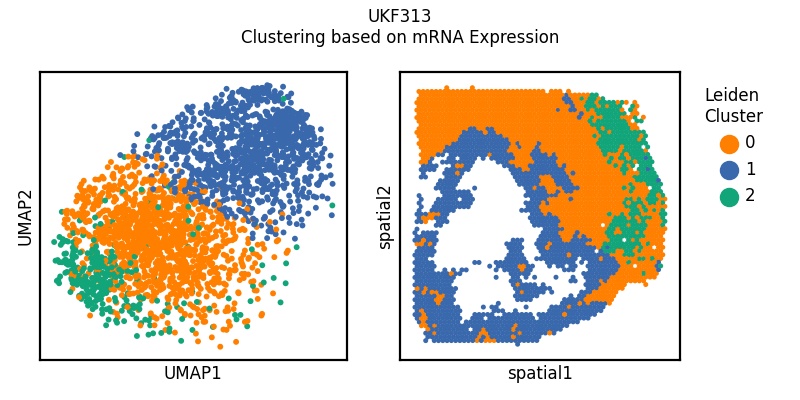 UKF313
Clustering based on mRNA Expression
UMAP2
UMAP1
spatial2
spatial1
Leiden
Cluster
0
1
2